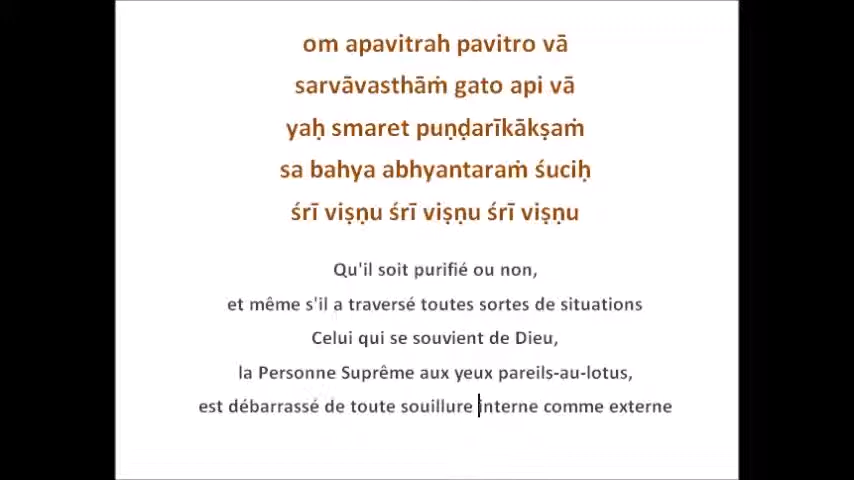 om apavitrah pavitro vā
sarvāvasthāṁ gato api vā
yaḥ smaret puṇḍarīkākṣaṁ
sa bahya abhyantaraṁ śuciḥ
śrī viṣṇu śrī viṣṇu śrī viṣṇu
Qu'il soit purifié ou non,
et même s'il a traversé toutes sortes de situations
Celui qui se souvient de Dieu,
la Personne Suprême aux yeux pareils-au-lotus,
est débarrassé de toute souillure interne comme externe